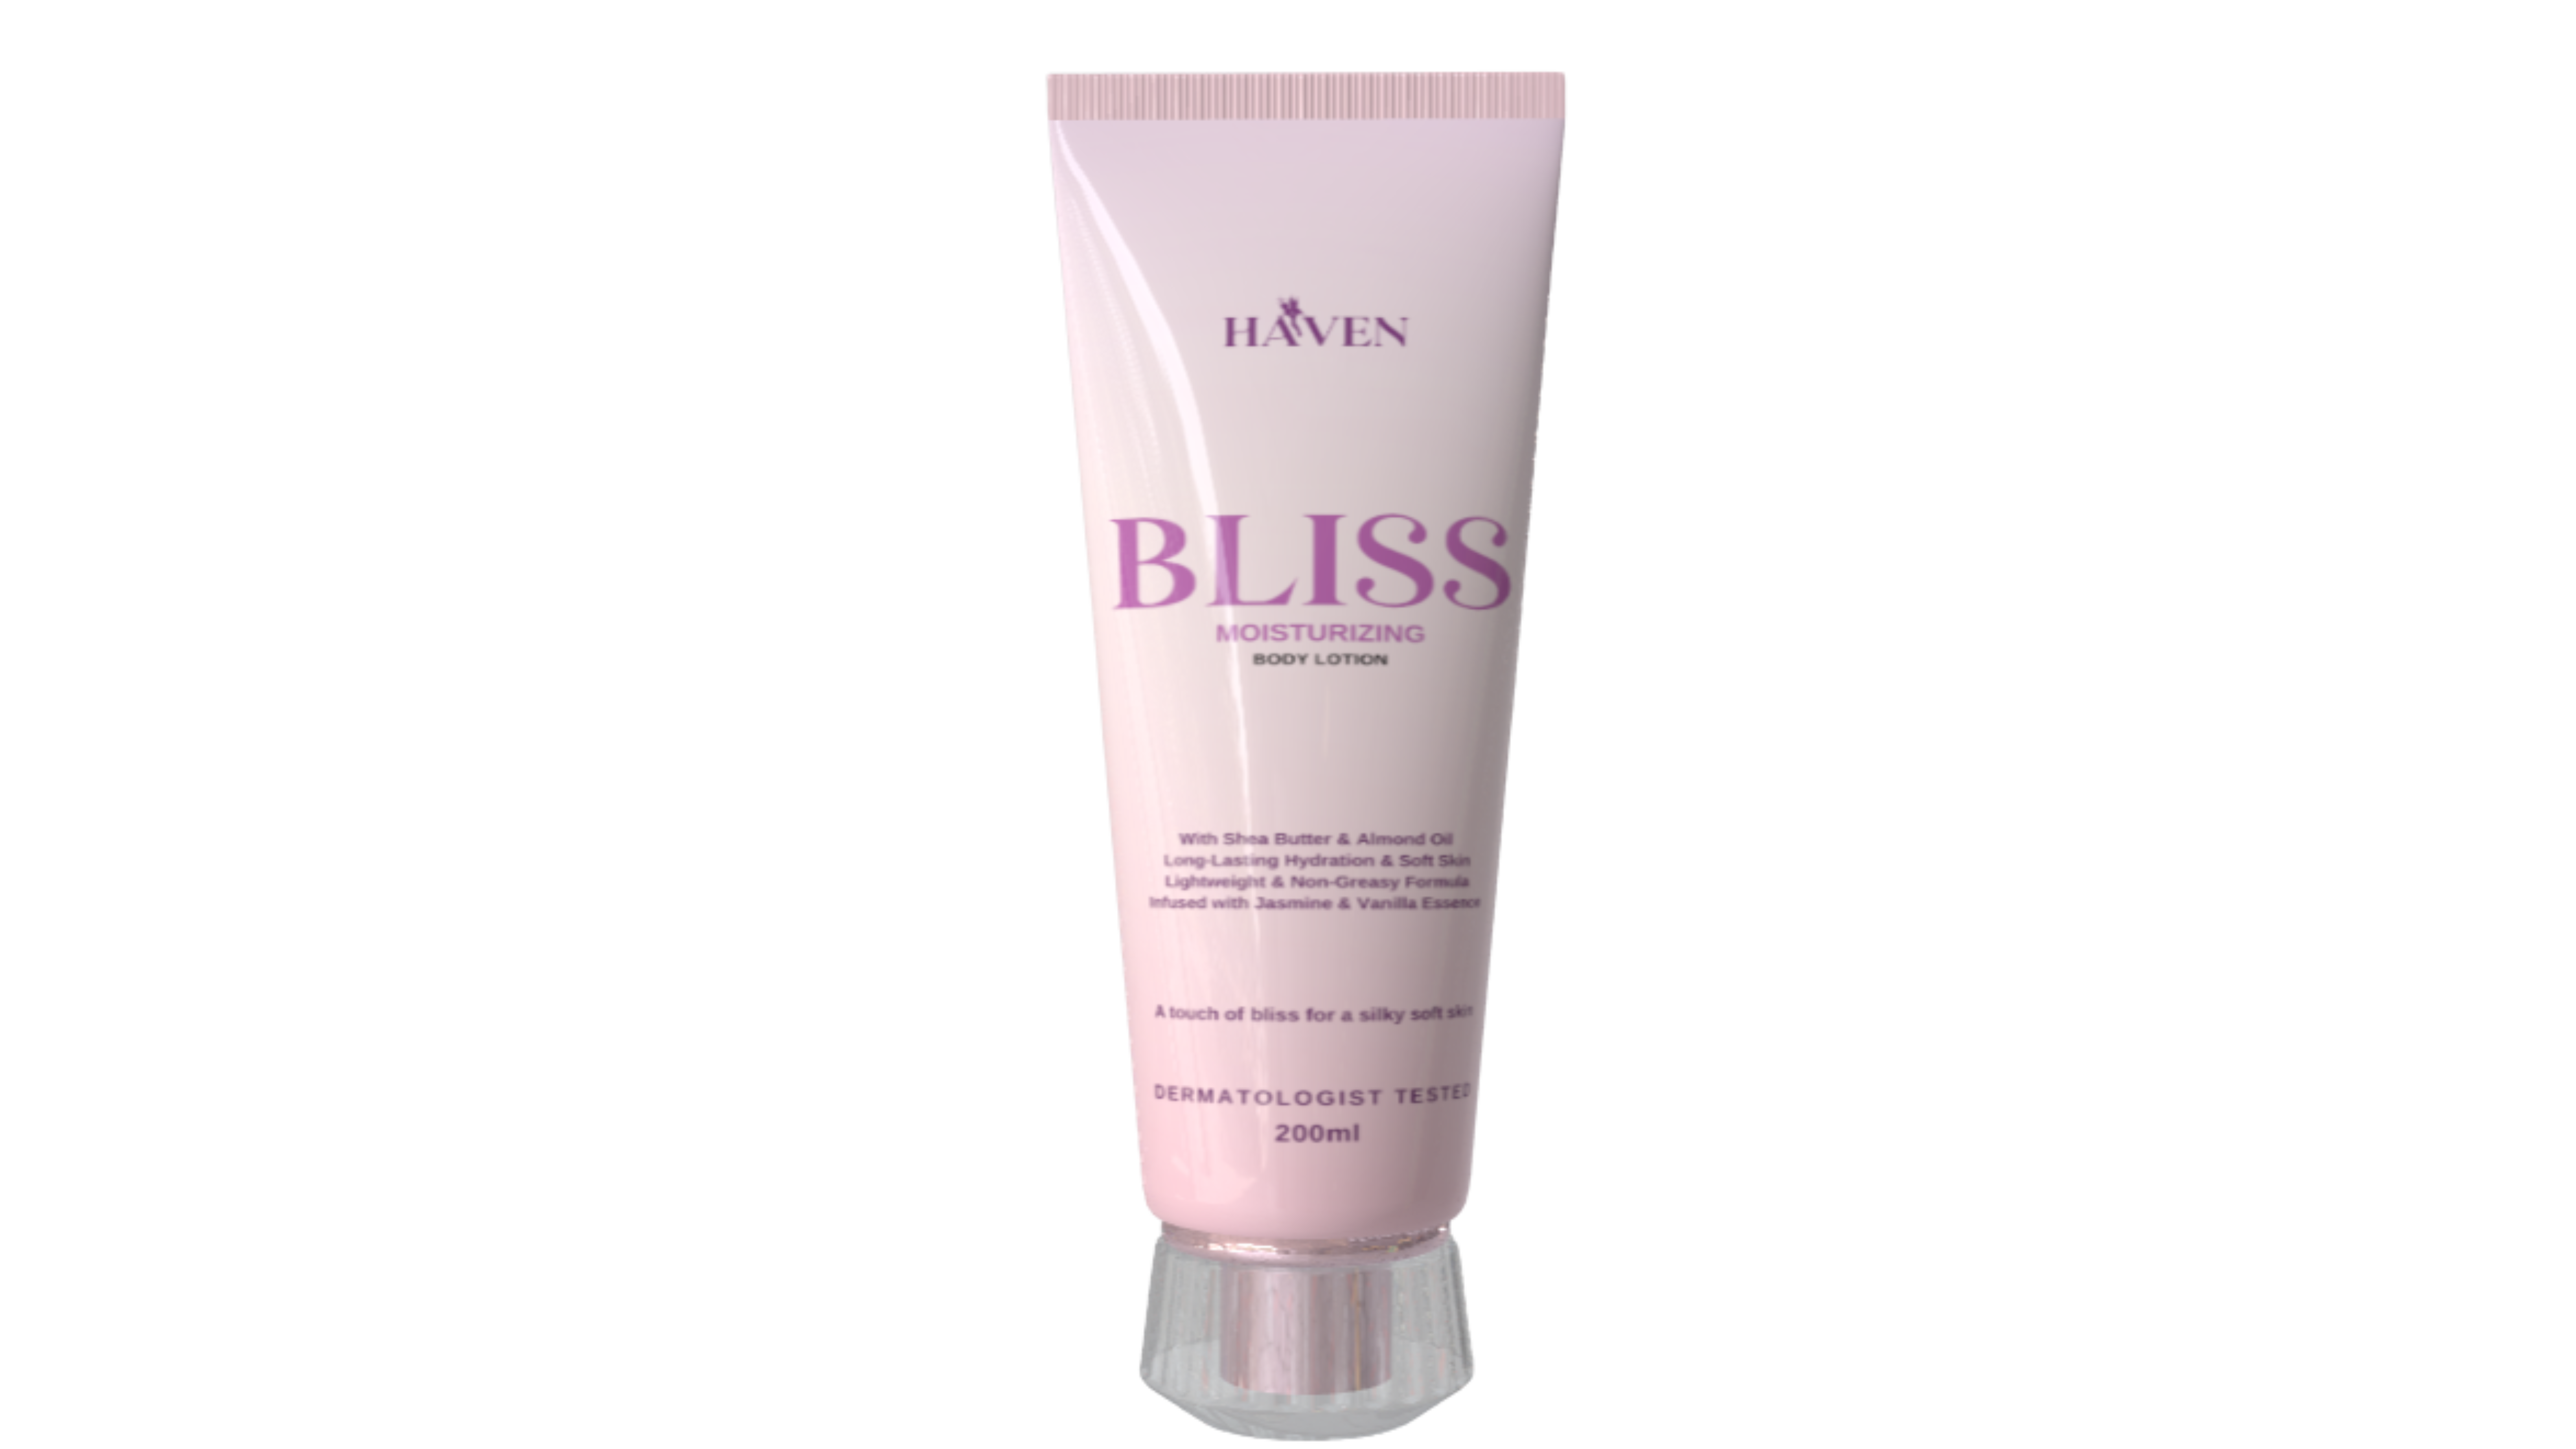 HAVEN
BLISS
MOISTURIZING
BODY LOTION
With Shea Butter & Almond Oil
Long-Lasting Hydration & Soft Skin
Lightweight & Non-Greasy Formula
Infused with Jasmine & Vanilla Essence
A touch of bliss for a silky soft skin
DERMATOLOGIST TESTED
200ml